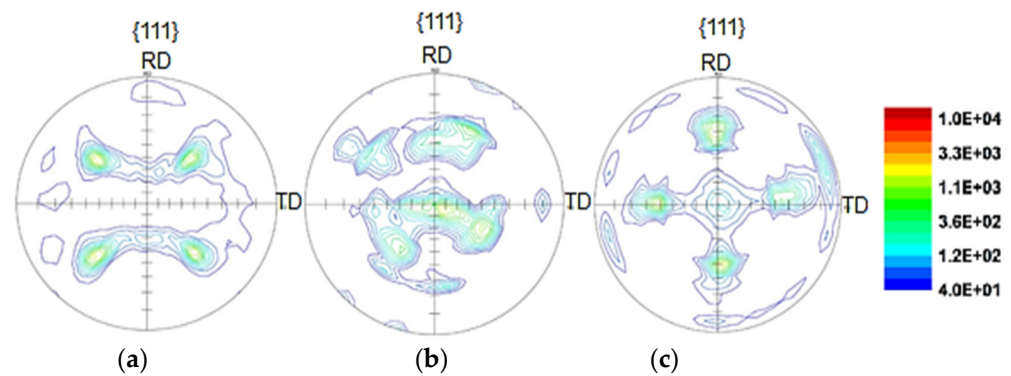 {111} {111} {111}
RD RD RD
TD TD TD
1.0E+04
3.3E+03
1.1E+03
3.6E+02
1.2E+02
4.0E+01
(a) (b) (c)